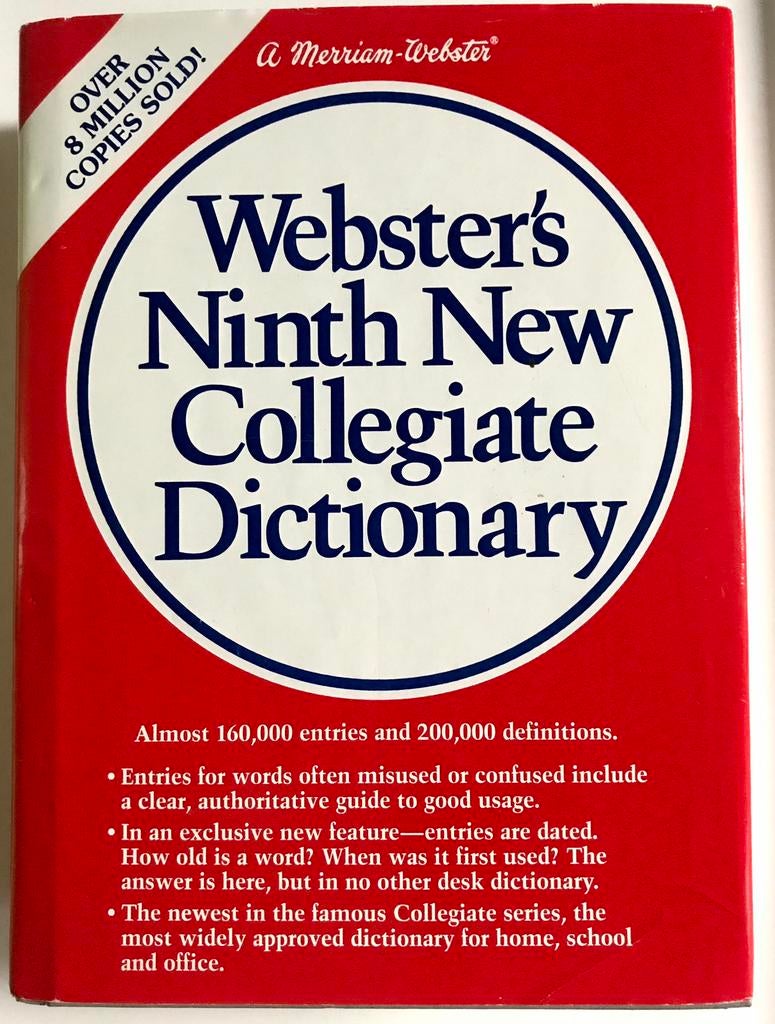 OVER
8 MILLION
COPIES SOLD!
A Merriam-Webster®
Webster's
Ninth New
Collegiate
Dictionary
Almost 160,000 entries and 200,000 definitions.
• Entries for words often misused or confused include
a clear, authoritative guide to good usage.
• In an exclusive new feature—entries are dated.
How old is a word? When was it first used? The
answer is here, but in no other desk dictionary.
• The newest in the famous Collegiate series, the
most widely approved dictionary for home, school
and office.